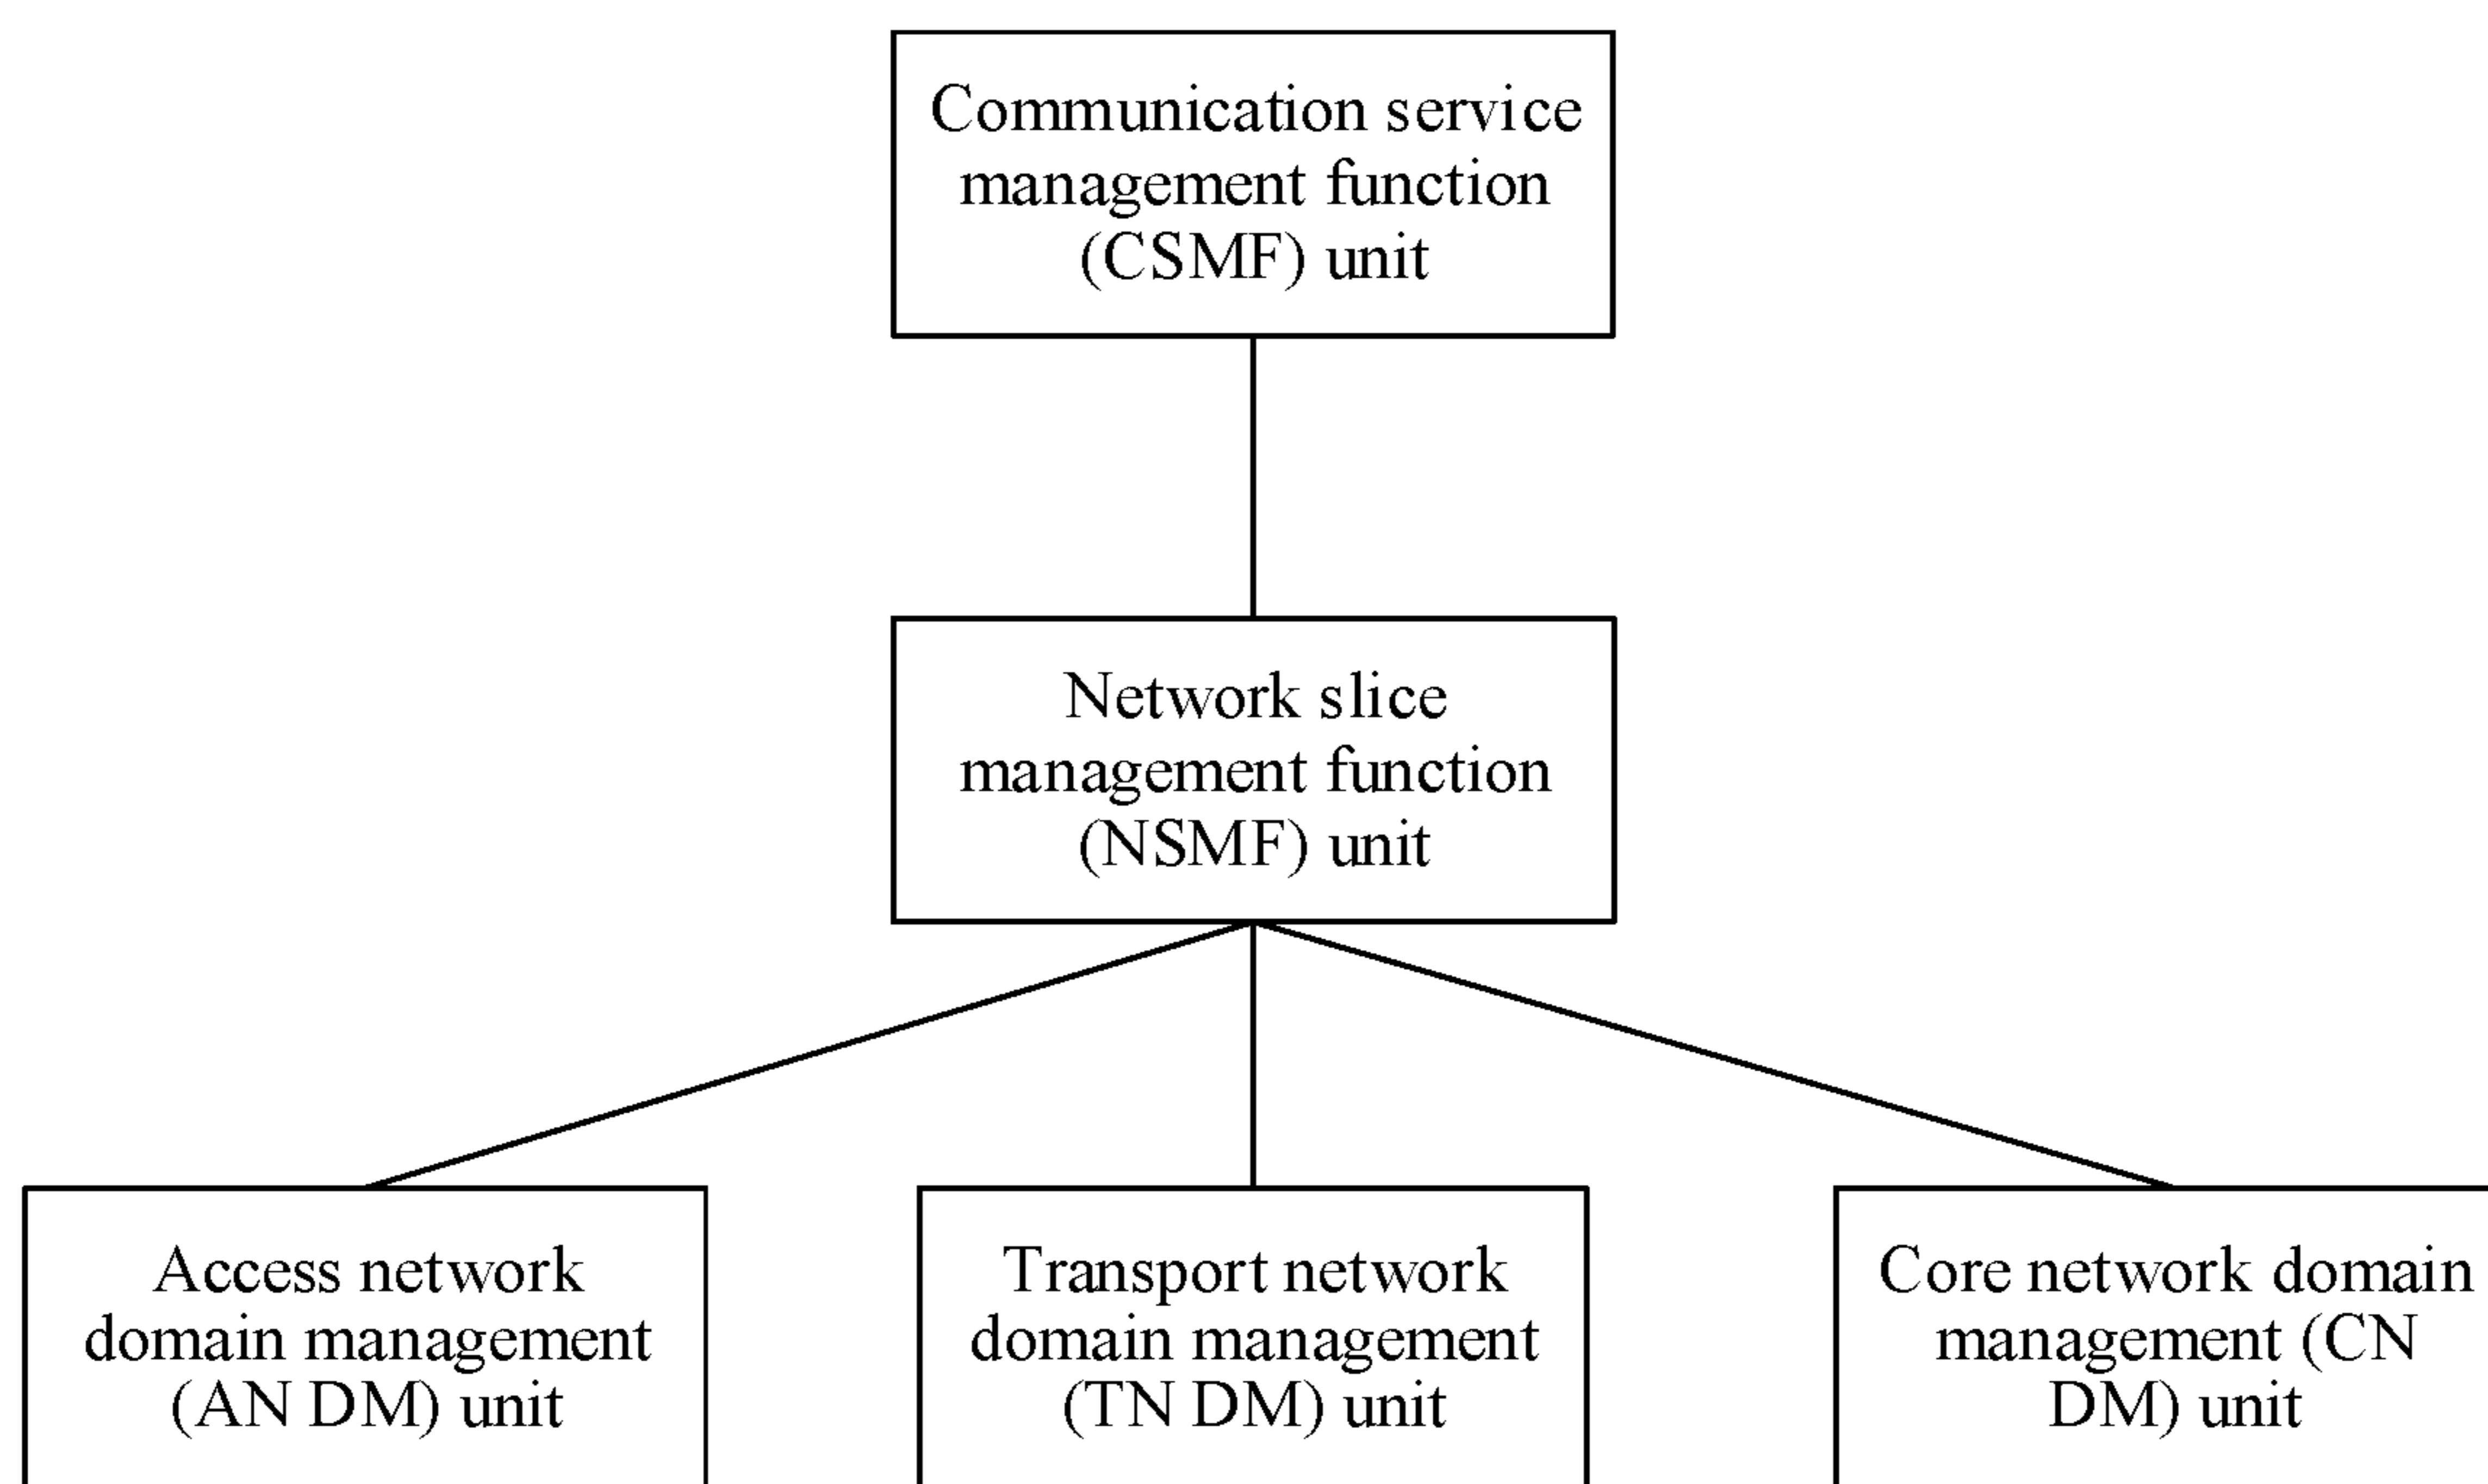 Communication service
management function
(CSMF) unit
Network slice
management function
(NSMF) unit
Access network
domain management
(AN DM) unit
Transport network
domain management
(TN DM) unit
Core network domain
management (CN
DM) unit